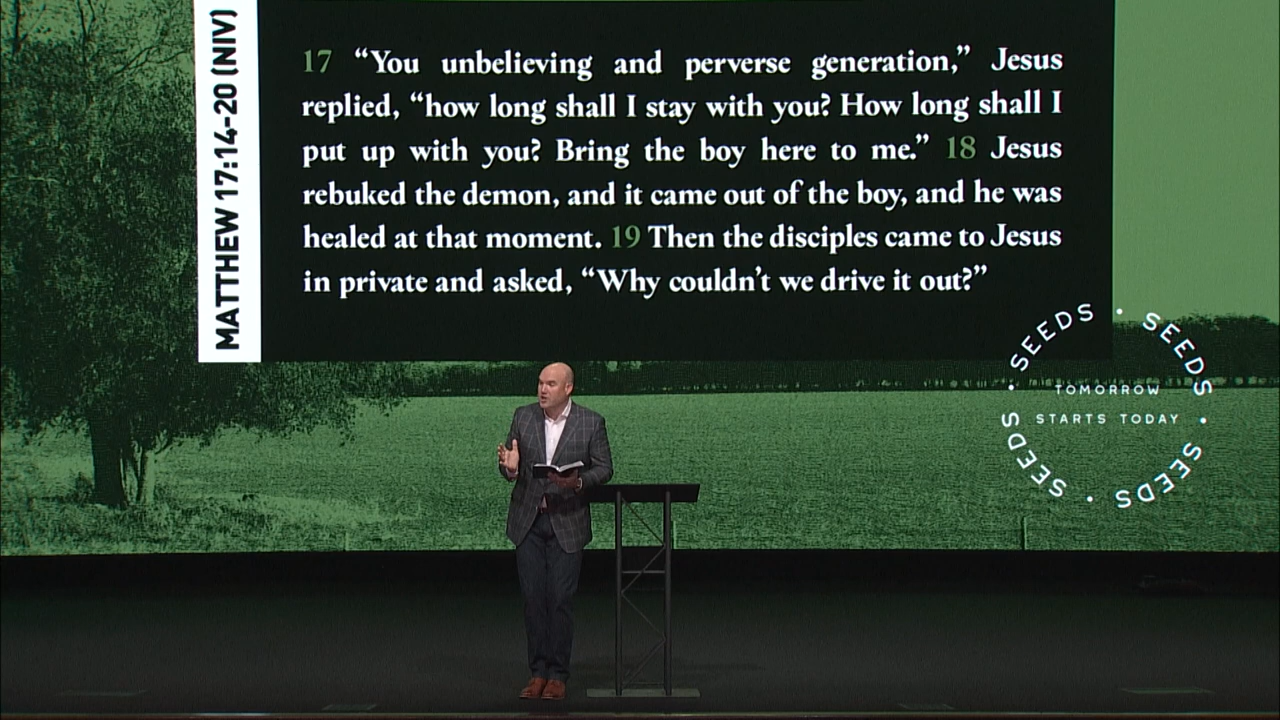 MATTHEW 17:14-20 (NIV)
17 “You unbelieving and perverse generation,” Jesus
replied, “how long shall I stay with you? How long shall I
put up with you? Bring the boy here to me.” 18 Jesus
rebuked the demon, and it came out of the boy, and he was
healed at that moment. 19 Then the disciples came to Jesus
in private and asked, “Why couldn’t we drive it out?”
SEEDS · SEEDS · SEEDS · SEEDS ·
TOMORROW
STARTS TODAY